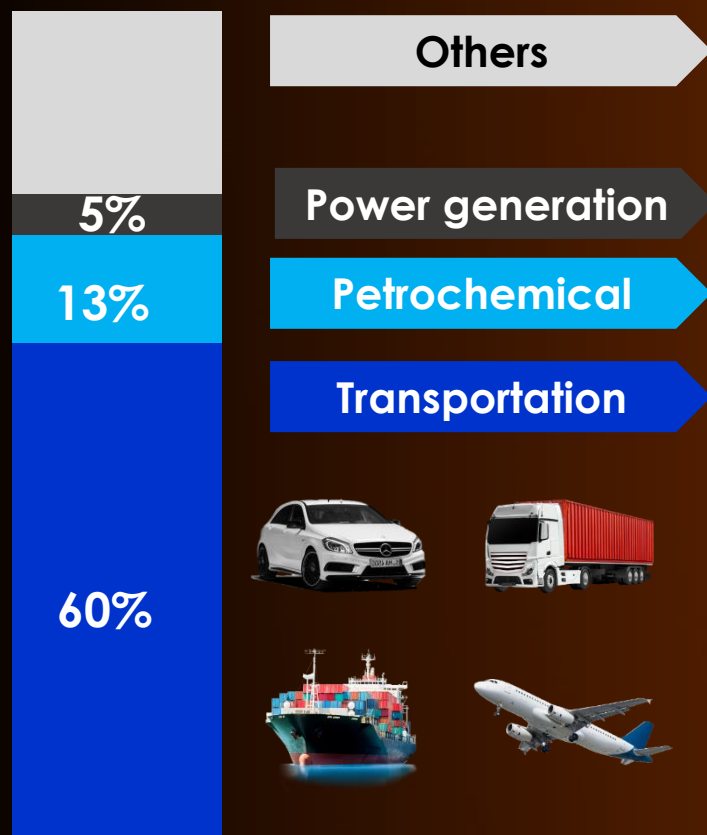 Others
5%
Power generation
13%
Petrochemical
Transportation
60%